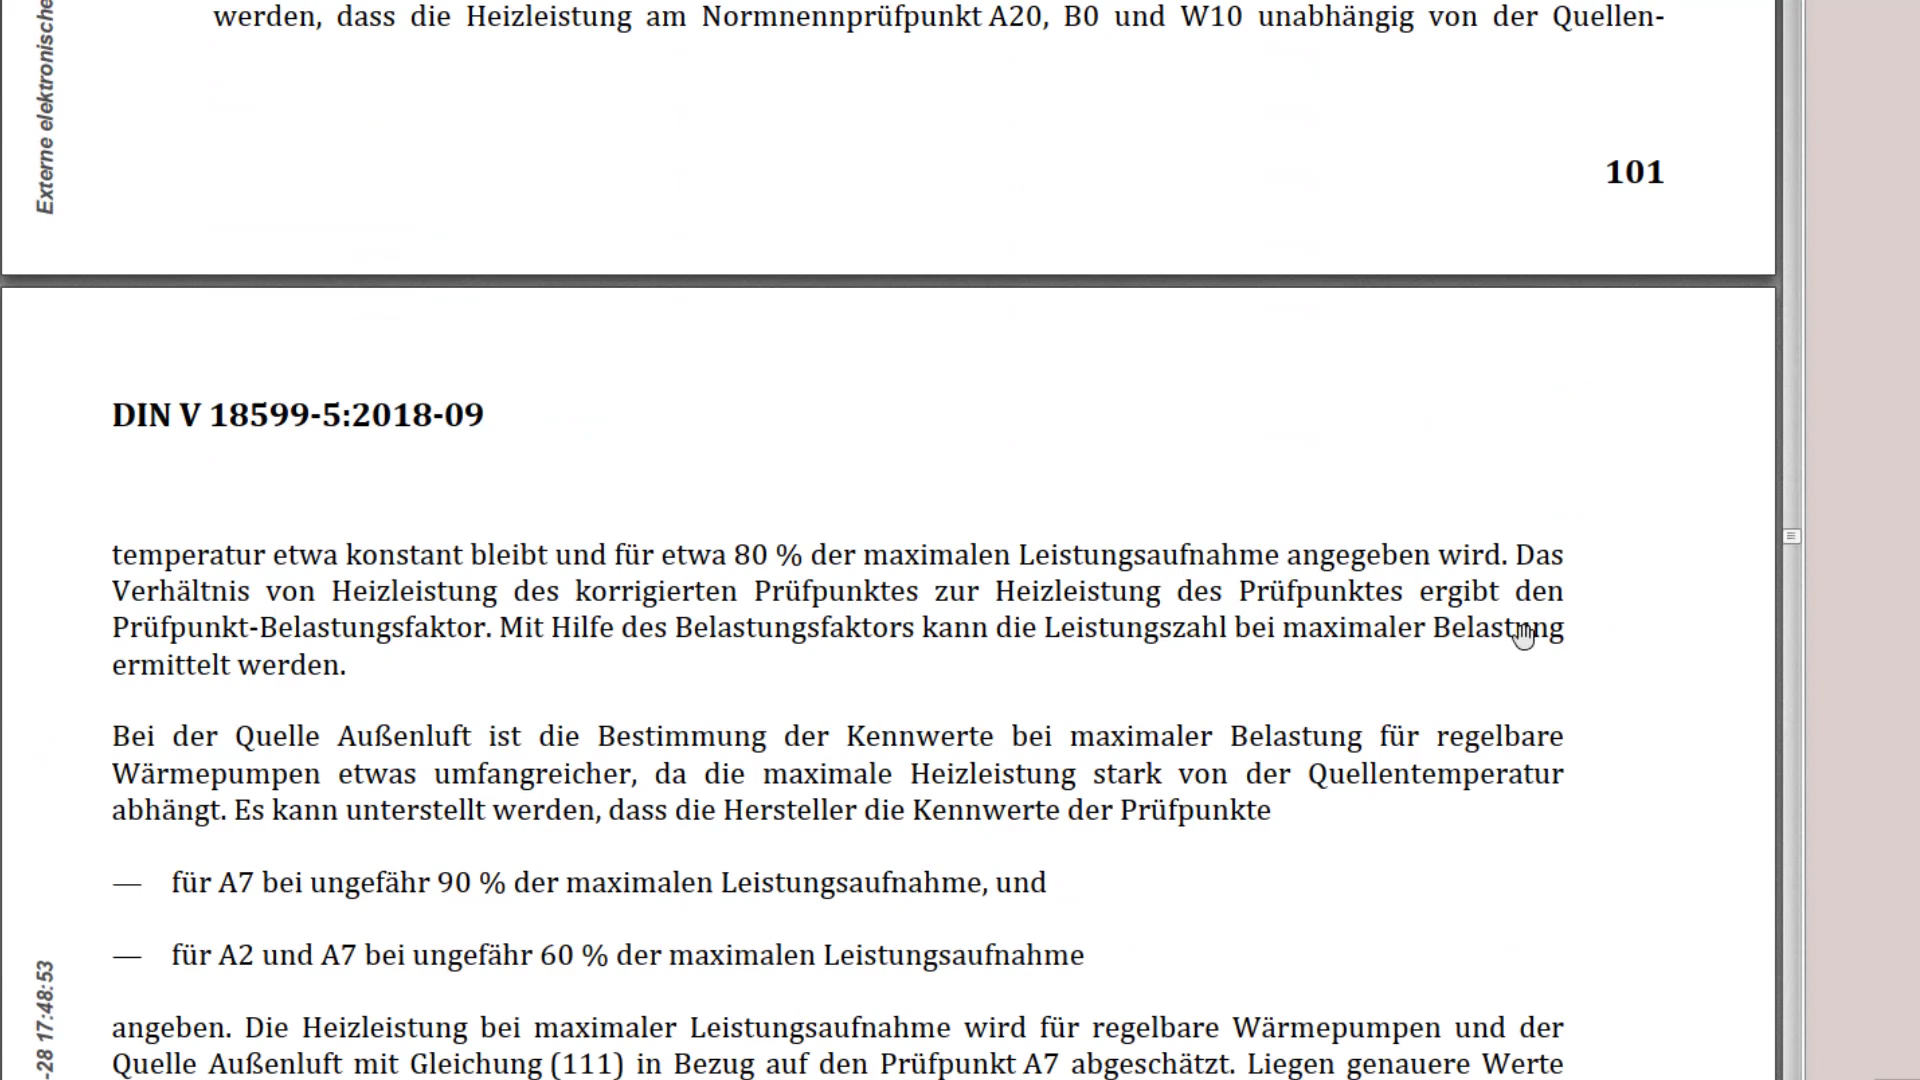 werden, dass die Heizleistung am Normnennprüfpunkt A20, B0 und W10 unabhängig von der Quellen-
Externe elektronische
101
DIN V 18599-5:2018-09
temperatur etwa konstant bleibt und für etwa 80 % der maximalen Leistungsaufnahme angegeben wird. Das
Verhältnis von Heizleistung des korrigierten Prüfpunktes zur Heizleistung des Prüfpunktes ergibt den
Prüfpunkt-Belastungsfaktor. Mit Hilfe des Belastungsfaktors kann die Leistungszahl bei maximaler Belastung
ermittelt werden.
Bei der Quelle Außenluft ist die Bestimmung der Kennwerte bei maximaler Belastung für regelbare
Wärmepumpen etwas umfangreicher, da die maximale Heizleistung stark von der Quellentemperatur
abhängt. Es kann unterstellt werden, dass die Hersteller die Kennwerte der Prüfpunkte
— für A7 bei ungefähr 90 % der maximalen Leistungsaufnahme, und
— für A2 und A7 bei ungefähr 60 % der maximalen Leistungsaufnahme
-28 17:48:53
angeben. Die Heizleistung bei maximaler Leistungsaufnahme wird für regelbare Wärmepumpen und der
Quelle Außenluft mit Gleichung (111) in Bezug auf den Prüfpunkt A7 abgeschätzt. Liegen genauere Werte